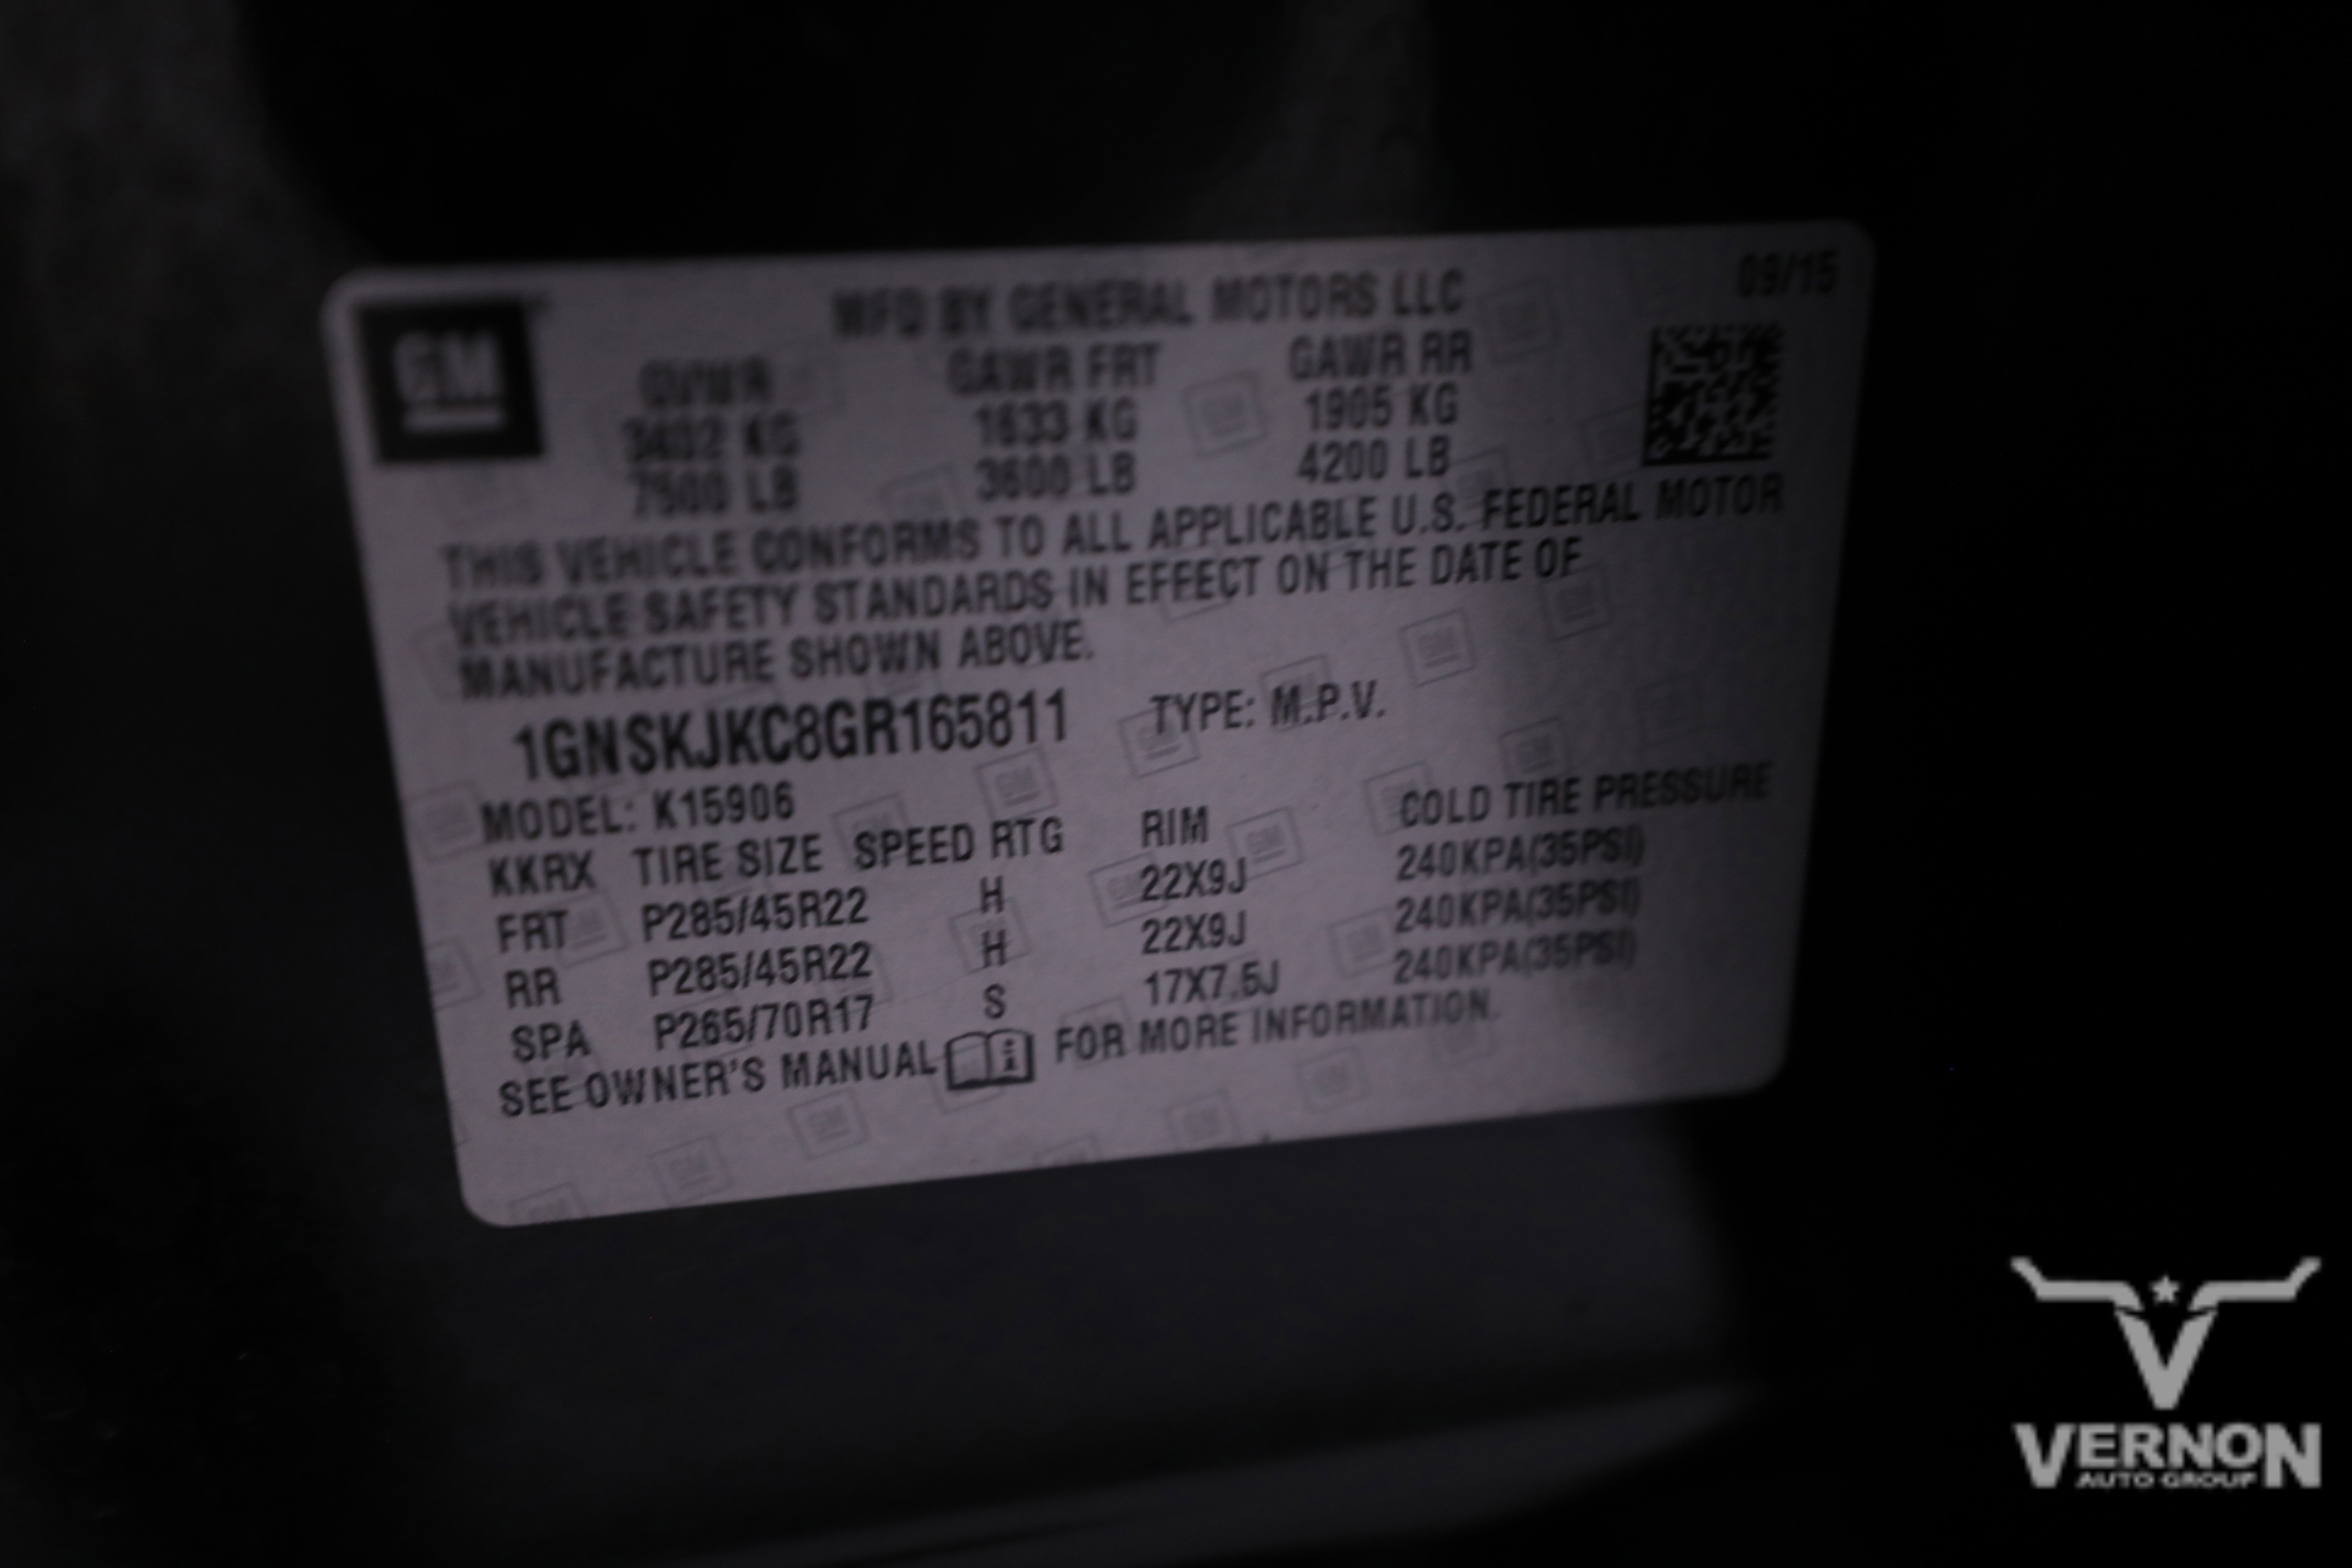 GM
MFD BY GENERAL MOTORS LLC 09/15
GVWR GAWR FRT GAWR RR
3402 KG 1633 KG 1905 KG
7500 LB 3600 LB 4200 LB
THIS VEHICLE CONFORMS TO ALL APPLICABLE U.S. FEDERAL MOTOR
VEHICLE SAFETY STANDARDS IN EFFECT ON THE DATE OF
MANUFACTURE SHOWN ABOVE.
1GNSKJKC8GR165811 TYPE: M.P.V.
MODEL: K15906
KKRX TIRE SIZE SPEED RTG RIM COLD TIRE PRESSURE
FRT P285/45R22 H 22X9J 240KPA(35PSI)
RR P285/45R22 H 22X9J 240KPA(35PSI)
SPA P265/70R17 S 17X7.5J 240KPA(35PSI)
SEE OWNER'S MANUAL FOR MORE INFORMATION.
V
VERNON
AUTO GROUP